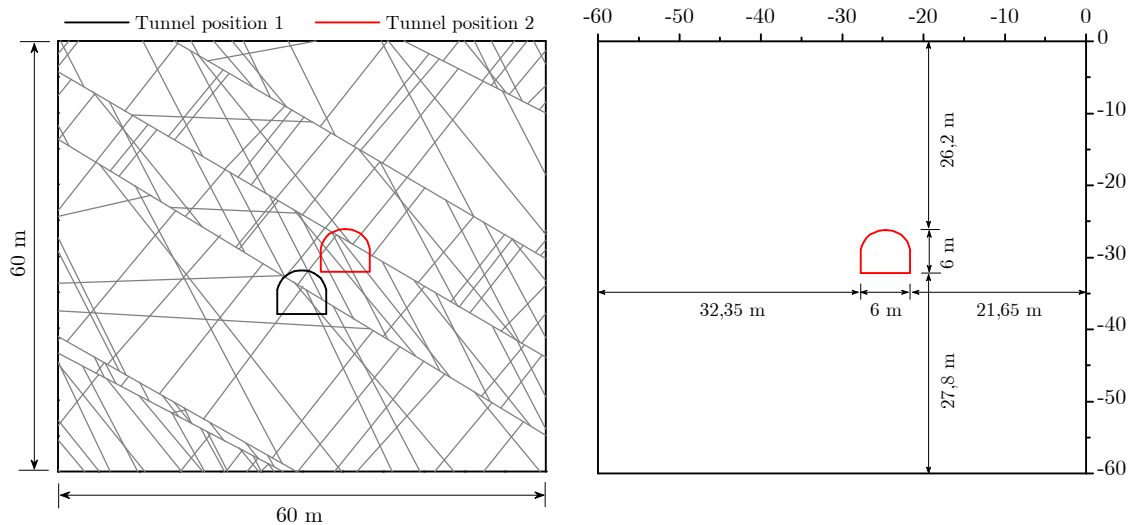 Tunnel position 1
Tunnel position 2
60 m
60 m
-60 -50 -40 -30 -20 -10 0
0
-10
-20
-30
-40
-50
-60
26,2 m
6 m
32,35 m
6 m
21,65 m
27,8 m